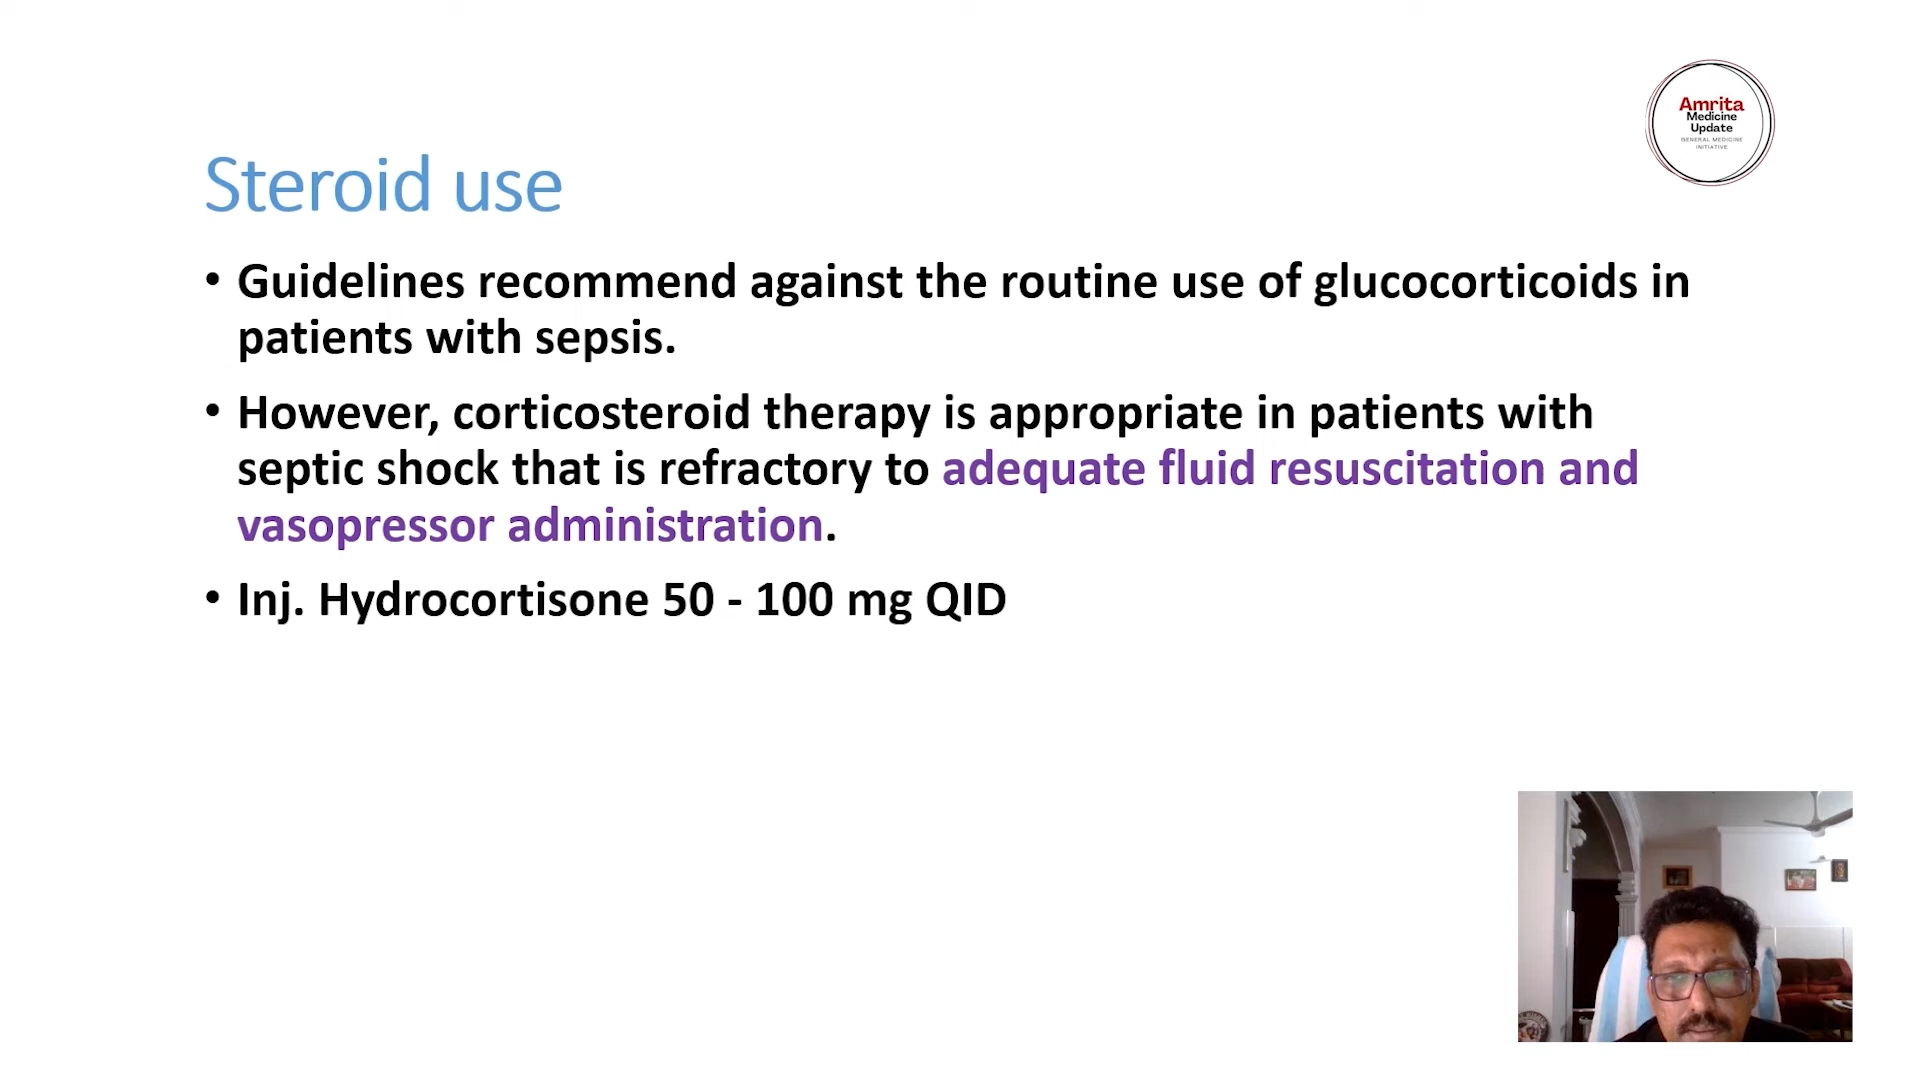 Amrita
Medicine
Update
GENERAL MEDICINE
INITIATIVE
Steroid use
• Guidelines recommend against the routine use of glucocorticoids in
patients with sepsis.
• However, corticosteroid therapy is appropriate in patients with
septic shock that is refractory to adequate fluid resuscitation and
vasopressor administration.
• Inj. Hydrocortisone 50 - 100 mg QID